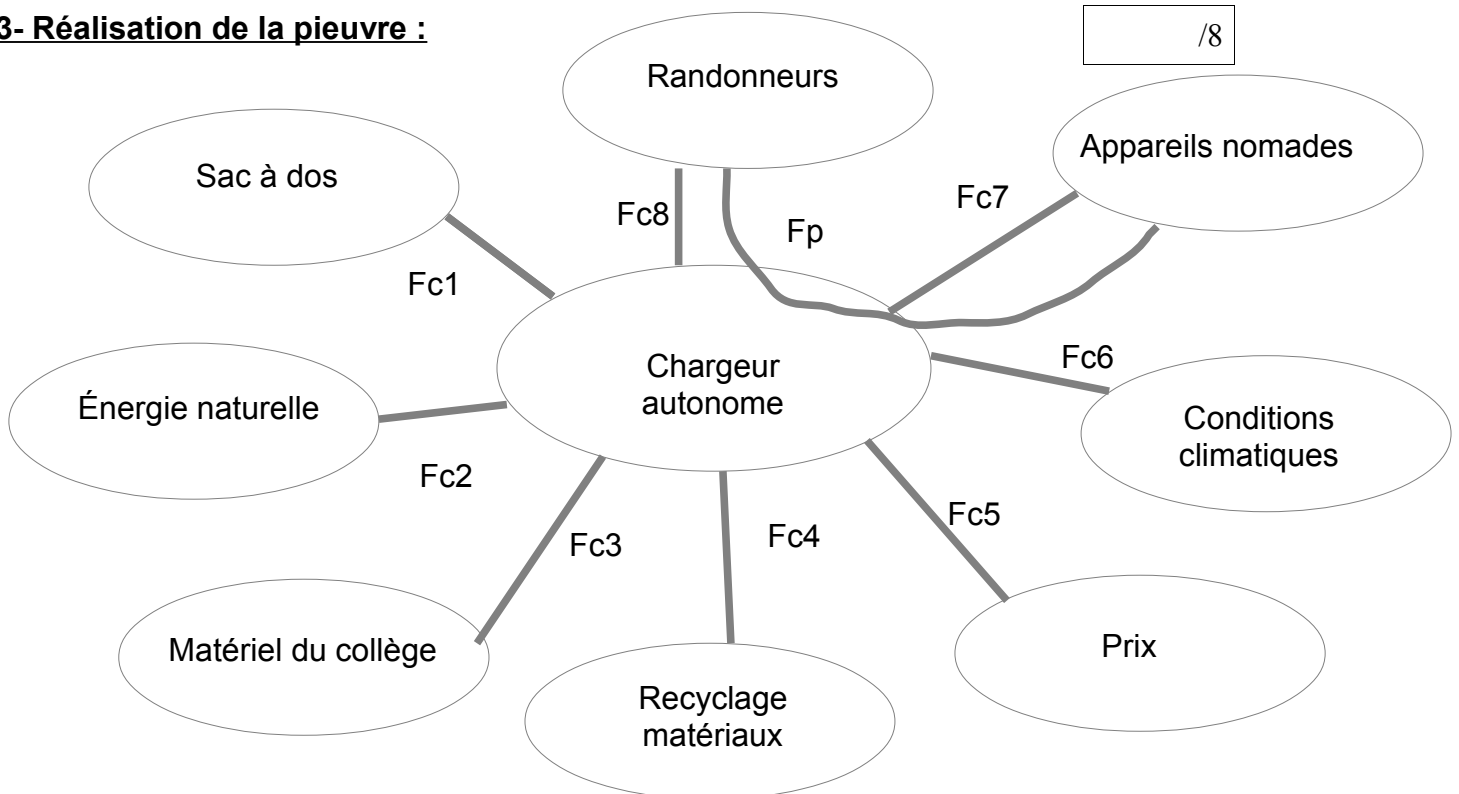 3- Réalisation de la pieuvre :
/8
Randonneurs
Appareils nomades
Sac à dos
Fc8
Fp
Fc7
Fc1
Chargeur
autonome
Fc6
Énergie naturelle
Conditions
climatiques
Fc2
Fc3
Fc4
Fc5
Matériel du collège
Recyclage
matériaux
Prix